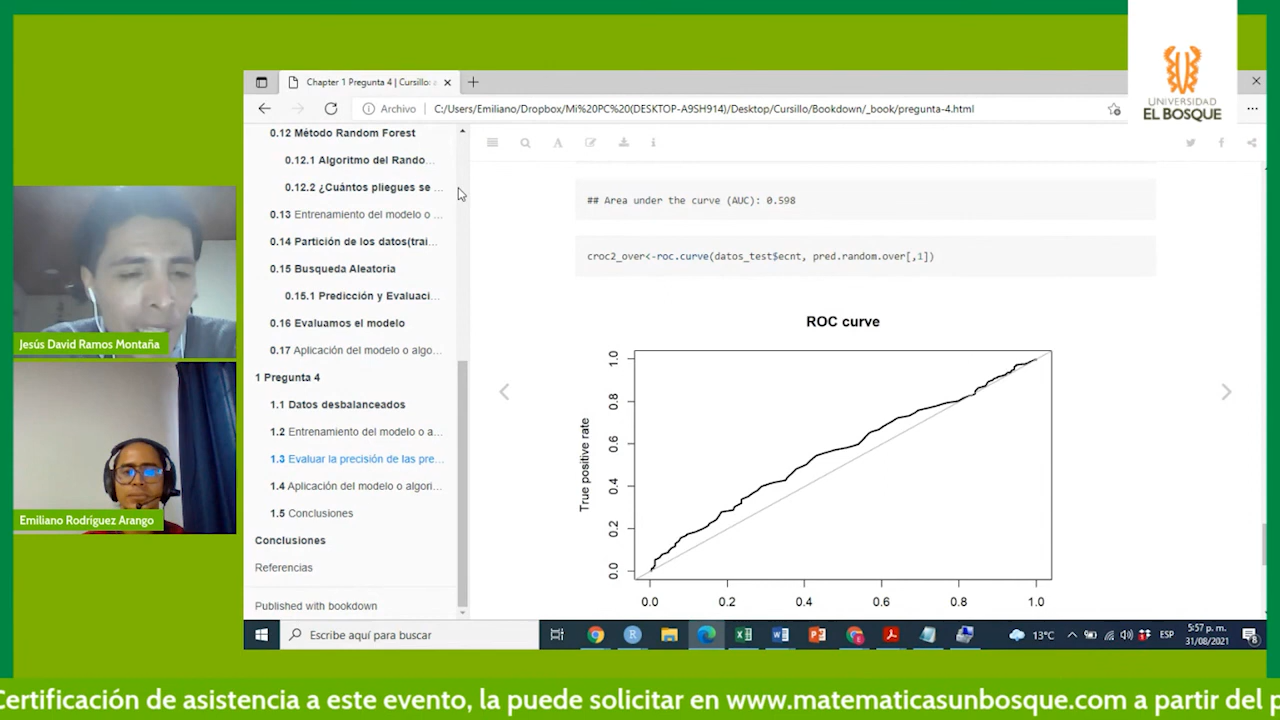 UNIVERSIDAD
EL BOSQUE
Chapter 1 Pregunta 4 | Cursillo: a
Archivo
C:/Users/Emiliano/Dropbox/Mi%20PC%20(DESKTOP-A9SH914)/Desktop/Cursillo/Bookdown/_book/pregunta-4.html
0.12 Método Random Forest
0.12.1 Algoritmo del Rando...
0.12.2 ¿Cuántos pliegues se ...
0.13 Entrenamiento del modelo o ...
0.14 Partición de los datos(trai...
0.15 Busqueda Aleatoria
0.15.1 Predicción y Evaluaci...
0.16 Evaluamos el modelo
0.17 Aplicación del modelo o algo...
1 Pregunta 4
1.1 Datos desbalanceados
1.2 Entrenamiento del modelo o a...
1.3 Evaluar la precisión de las pre...
1.4 Aplicación del modelo o algori...
1.5 Conclusiones
Conclusiones
Referencias
Published with bookdown
## Area under the curve (AUC): 0.598
croc2_over<-roc.curve(datos_test$ecnt, pred.random.over[,1])
ROC curve
True positive rate
1.0
0.8
0.6
0.4
0.2
0.0
0.0 0.2 0.4 0.6 0.8 1.0
Jesús David Ramos Montaña
Emiliano Rodríguez Arango
Escribe aquí para buscar
13°C
ESP
5:57 p. m.
31/08/2021
8
Certificación de asistencia a este evento, la puede solicitar en www.matematicasunbosque.com a partir del p